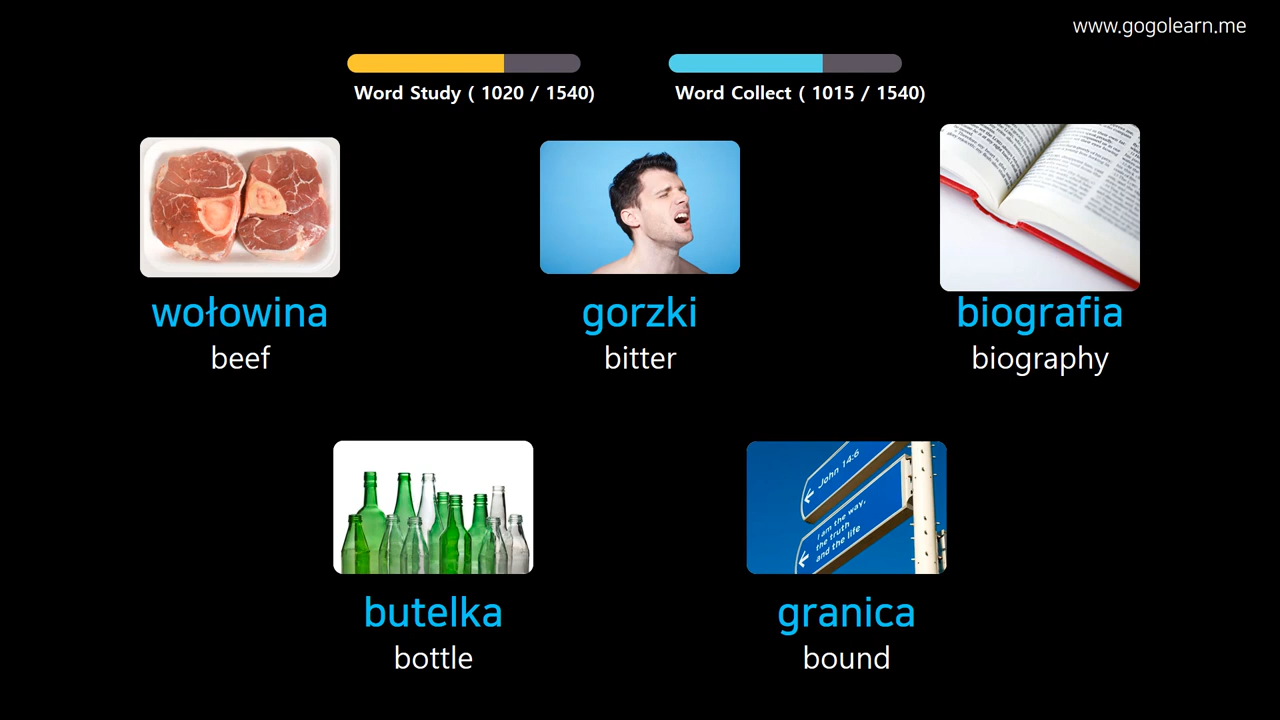 www.gogolearn.me
Word Study ( 1020 / 1540)
Word Collect ( 1015 / 1540)
wołowina
beef
gorzki
bitter
biografia
biography
John 14:6
I am the way,
the truth
and the life
butelka
bottle
granica
bound